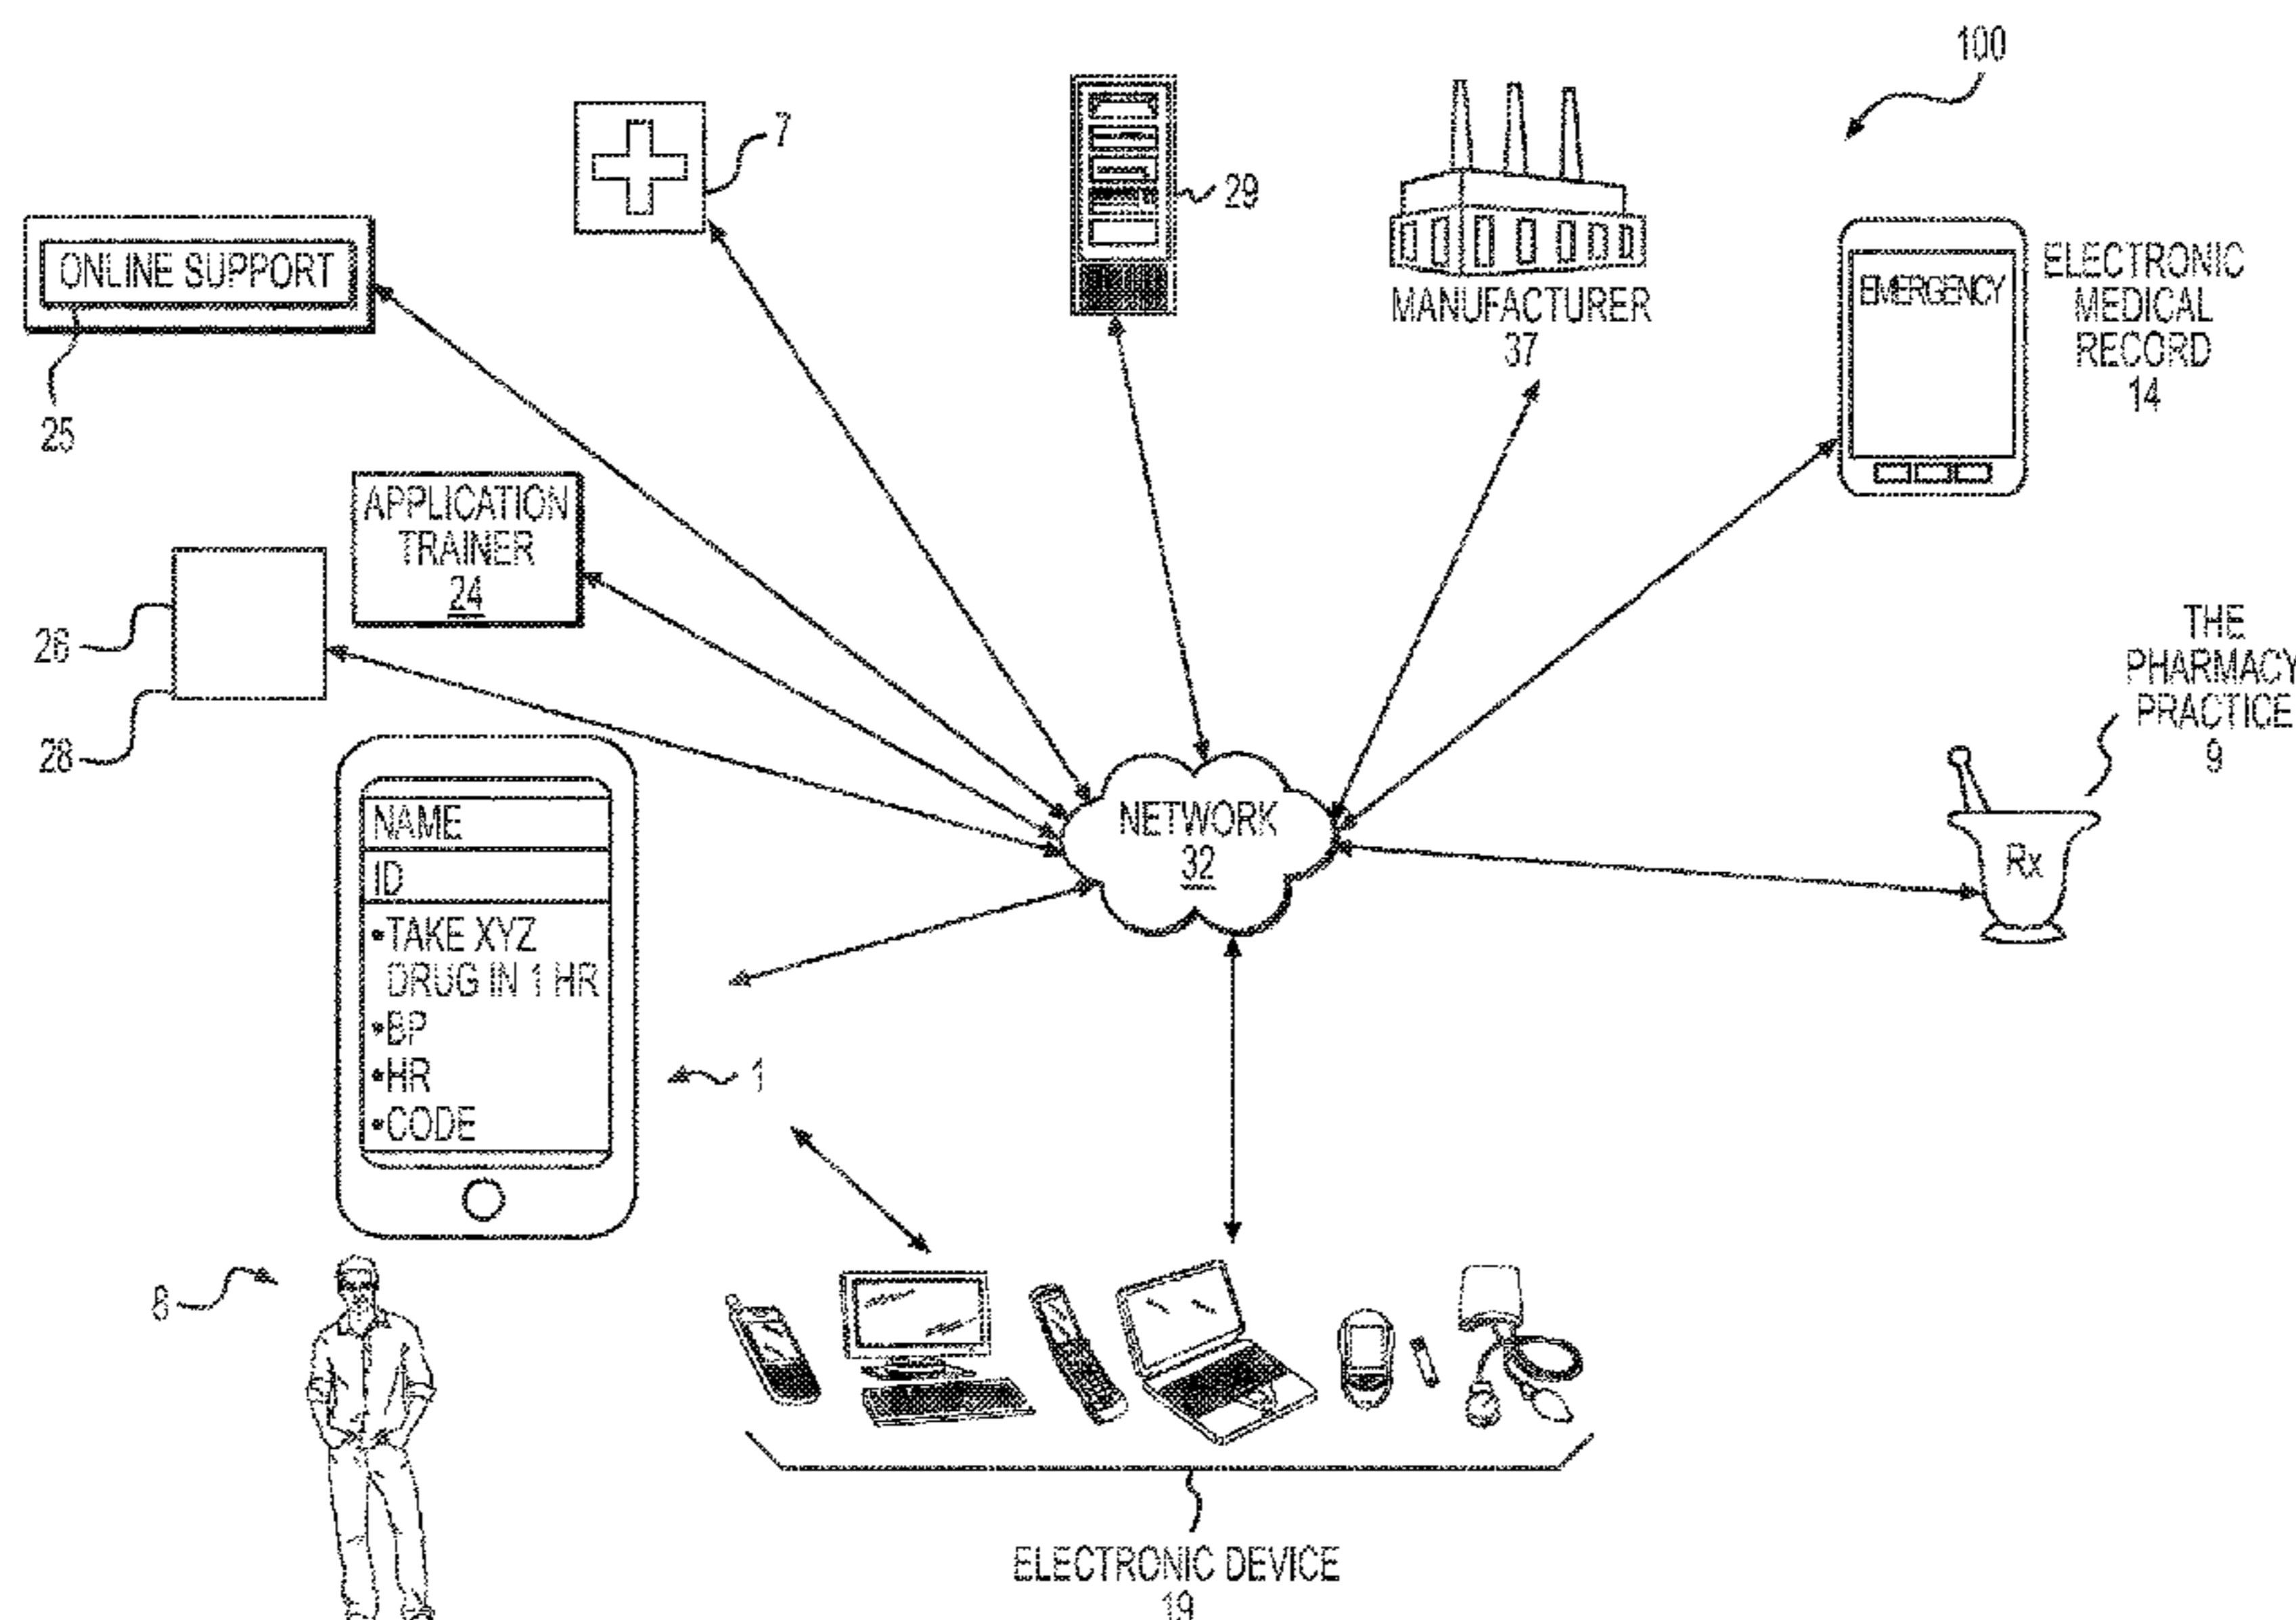 100
7
29
ONLINE SUPPORT
25
MANUFACTURER
37
EMERGENCY
ELECTRONIC
MEDICAL
RECORD
14
APPLICATION
TRAINER
24
26
28
THE
PHARMACY
PRACTICE
9
Rx
NETWORK
32
NAME
ID
•TAKE XYZ
DRUG IN 1 HR
•BP
•HR
•CODE
1
8
ELECTRONIC DEVICE
19